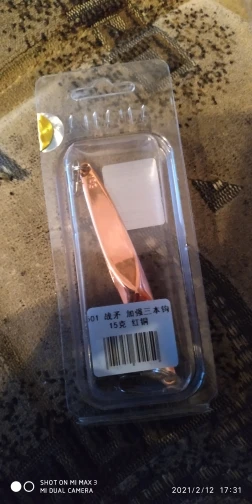 01 战矛 加强三本钩
15克 红铜
SHOT ON MI MAX 3
MI DUAL CAMERA
2021/2/12 17:31